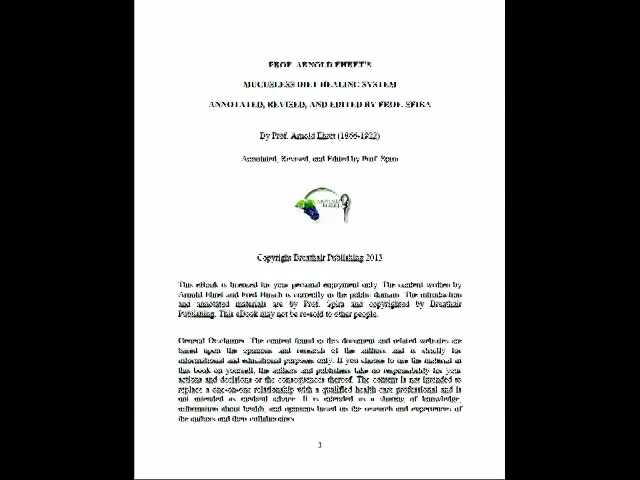 PROF. ARNOLD EHRET'S
MUCUSLESS DIET HEALING SYSTEM
ANNOTATED, REVISED, AND EDITED BY PROF. SPIRA
By Prof. Arnold Ehret (1866-1922)
Annotated, Revised, and Edited by Prof. Spira
Copyright Breathair Publishing 2013
This eBook is licensed for your personal enjoyment only. The content written by
Arnold Ehret and Fred Hirsch is currently in the public domain. The introduction
and annotated materials are by Prof. Spira and copyrighted by Breathair
Publishing. This eBook may not be re-sold to other people.
General Disclaimer: The content found in this document and related websites are
based upon the opinions and research of the authors and is strictly for
informational and educational purposes only. If you choose to use the material in
this book on yourself, the authors and publishers take no responsibility for your
actions and decisions or the consequences thereof. The content is not intended to
replace a one-on-one relationship with a qualified health care professional and is
not intended as medical advice. It is intended as a sharing of knowledge,
information about health, and opinions based on the research and experiences of
the authors and their collaborators.
3